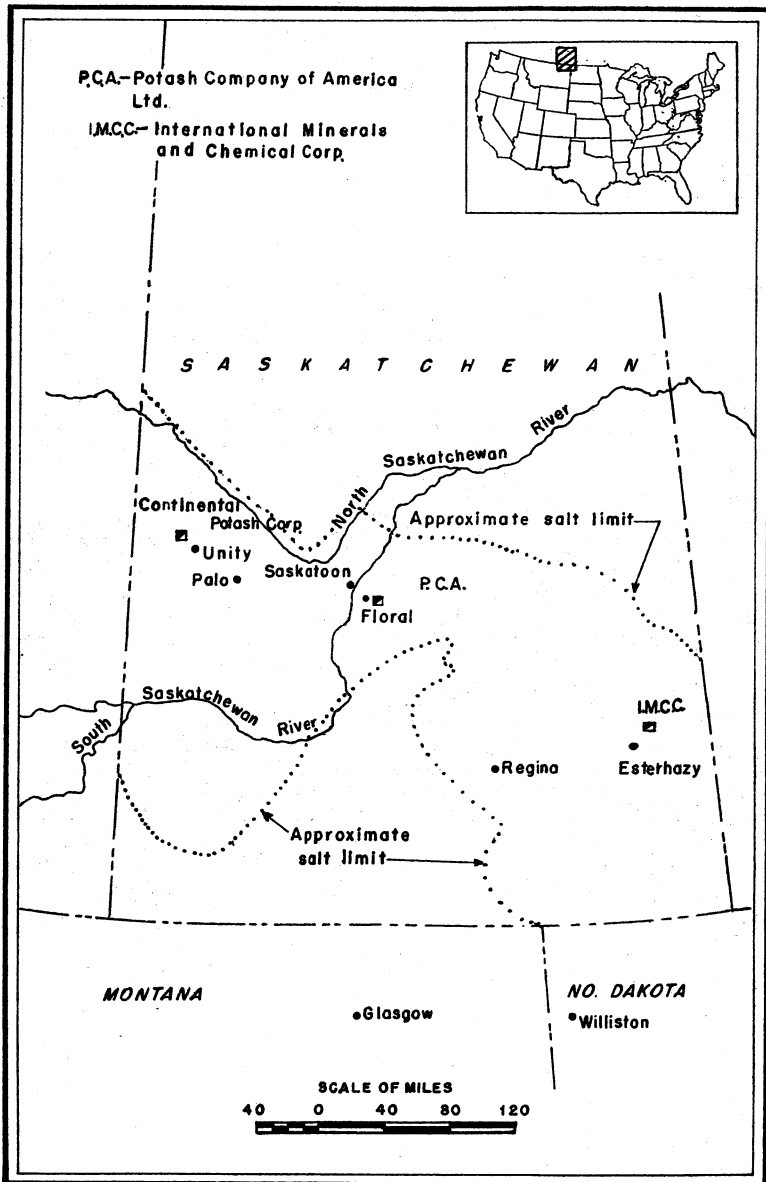 P.C.A.–Potash Company of America
Ltd.
I.M.C.C.– International Minerals
and Chemical Corp.
SASKATCHEWAN
River
Saskatchewan
North
Continental
Potash Corp.
Approximate salt limit
Unity
Saskatoon
Palo
P.C.A.
Floral
Saskatchewan
River
South
I.M.C.C.
Regina
Esterhazy
Approximate
salt limit
MONTANA
NO. DAKOTA
Glasgow
Williston
SCALE OF MILES
40 0 40 80 120